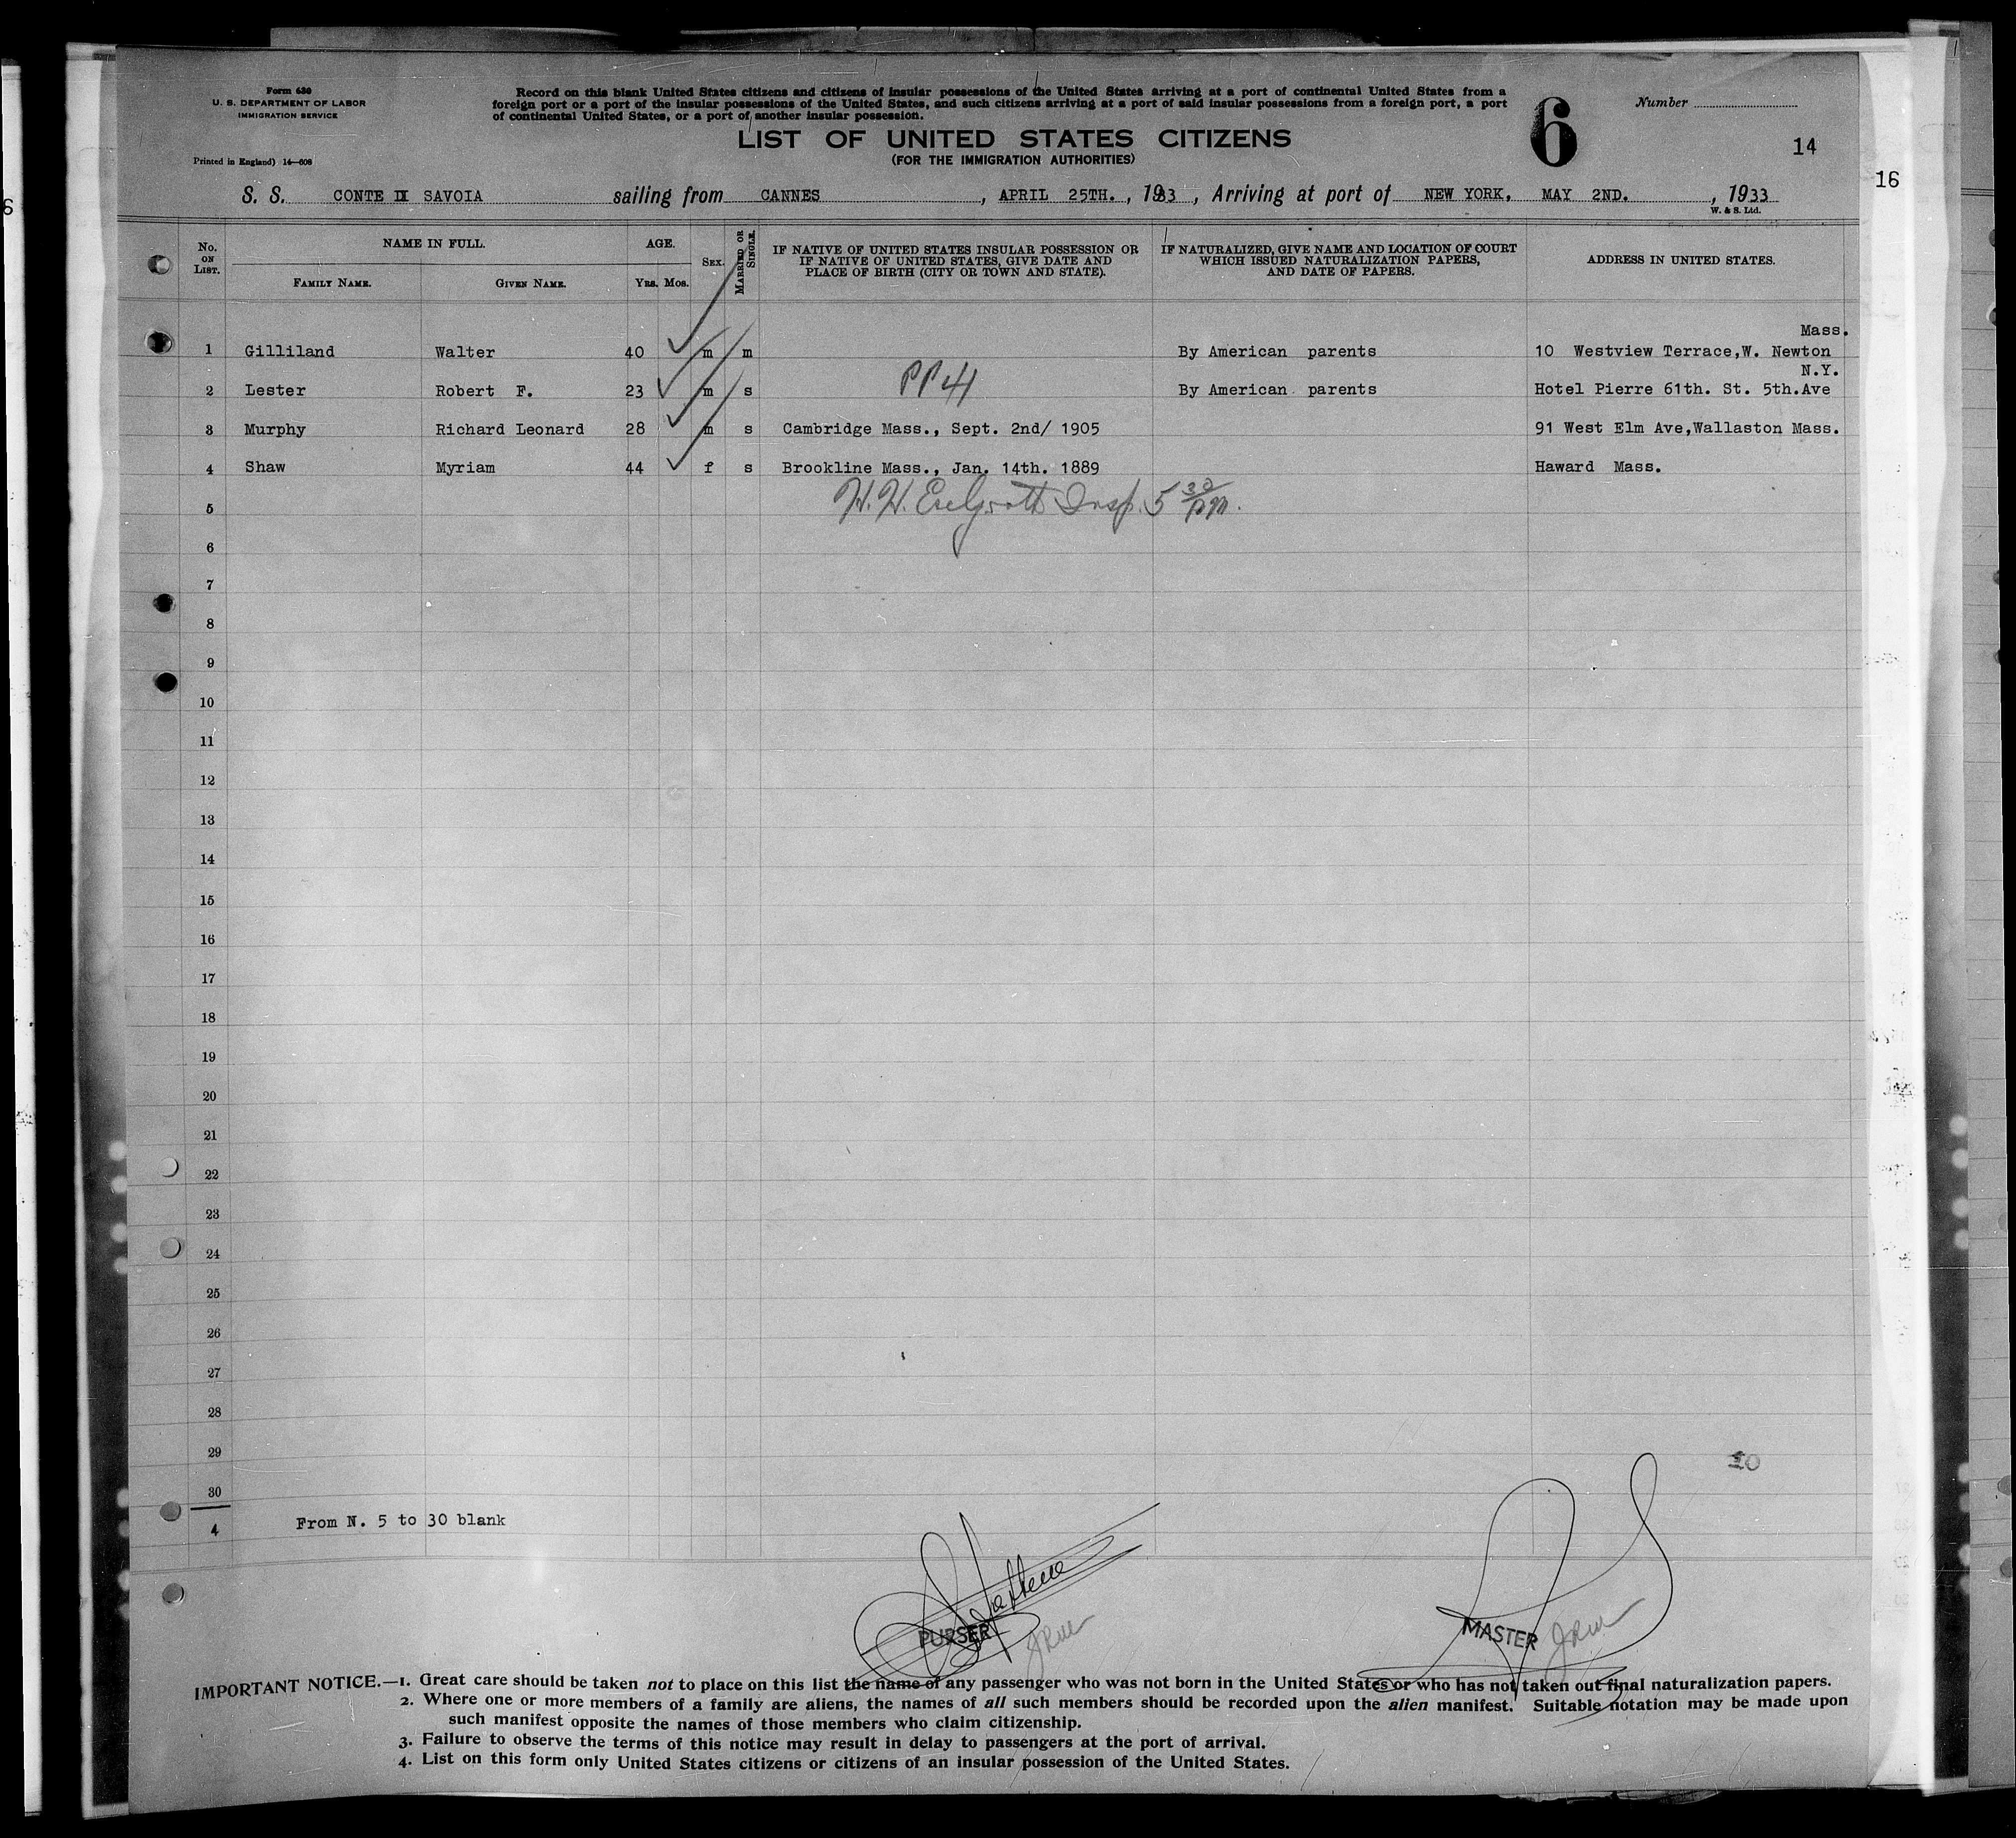 Form 630
U. S. DEPARTMENT OF LABOR
IMMIGRATION SERVICE
Printed in England) 14—608
Record on this blank United States citizens and citizens of insular possessions of the United States arriving at a port of continental United States from a
foreign port or a port of the insular possessions of the United States, and such citizens arriving at a port of said insular possessions from a foreign port, a port
of continental United States, or a port of another insular possession.
LIST OF UNITED STATES CITIZENS
(FOR THE IMMIGRATION AUTHORITIES)
6
Number
14
16
6
S. S. CONTE DI SAVOIA sailing from CANNES , APRIL 25TH. , 1933 , Arriving at port of NEW YORK, MAY 2ND. , 1933
W. & S. Ltd.
No. ON LIST.
NAME IN FULL.
FAMILY NAME. GIVEN NAME.
AGE.
YRS. MOS.
SEX.
MARRIED OR SINGLE.
IF NATIVE OF UNITED STATES INSULAR POSSESSION OR
IF NATIVE OF UNITED STATES, GIVE DATE AND
PLACE OF BIRTH (CITY OR TOWN AND STATE).
IF NATURALIZED, GIVE NAME AND LOCATION OF COURT
WHICH ISSUED NATURALIZATION PAPERS,
AND DATE OF PAPERS.
ADDRESS IN UNITED STATES.
Mass.
1 Gilliland Walter 40 m m By American parents 10 Westview Terrace,W. Newton
N.Y.
2 Lester Robert F. 23 m s PP41 By American parents Hotel Pierre 61th. St. 5th.Ave
3 Murphy Richard Leonard 28 m s Cambridge Mass., Sept. 2nd/ 1905 91 West Elm Ave,Wallaston Mass.
4 Shaw Myriam 44 f s Brookline Mass., Jan. 14th. 1889 Haward Mass.
H. H. Insp. 5 30 pm.
5
6
7
8
9
10
11
12
13
14
15
16
17
18
19
20
21
22
23
24
25
26
27
28
29
30
4 From N. 5 to 30 blank
PURSER
MASTER
IMPORTANT NOTICE.—1. Great care should be taken not to place on this list the name of any passenger who was not born in the United States or who has not taken out final naturalization papers.
2. Where one or more members of a family are aliens, the names of all such members should be recorded upon the alien manifest. Suitable notation may be made upon
such manifest opposite the names of those members who claim citizenship.
3. Failure to observe the terms of this notice may result in delay to passengers at the port of arrival.
4. List on this form only United States citizens or citizens of an insular possession of the United States.